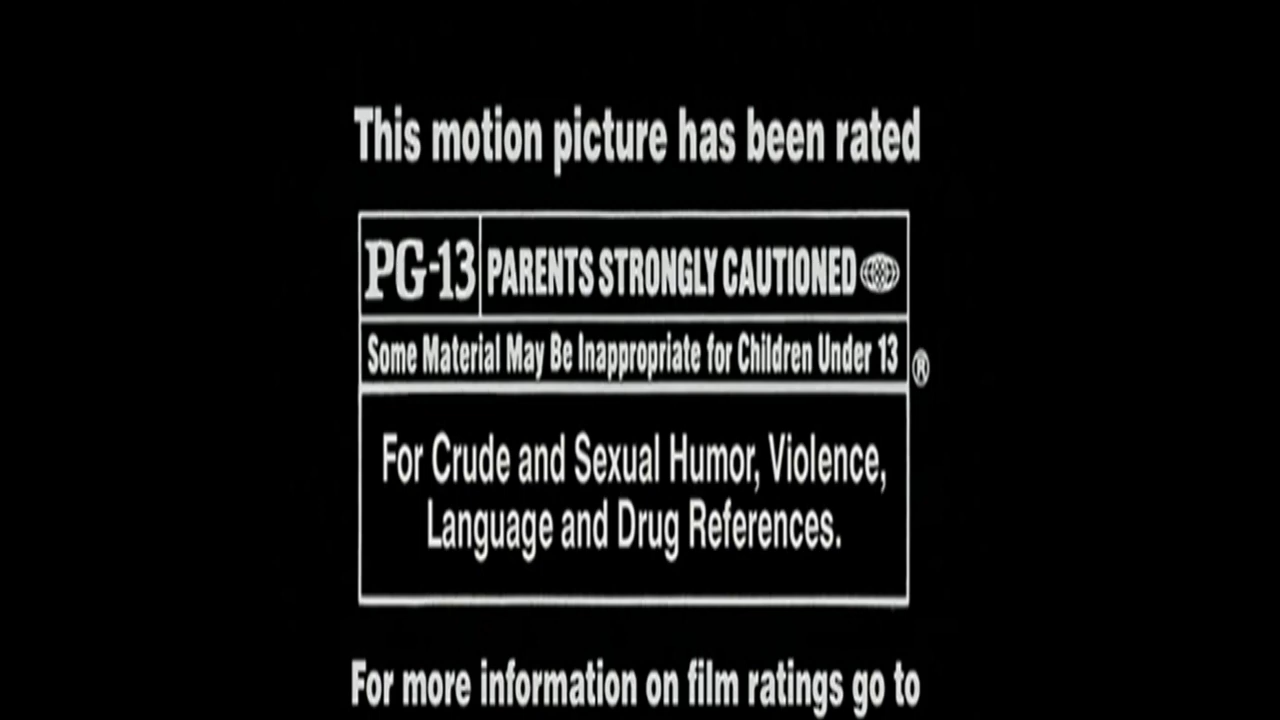 This motion picture has been rated
PG-13 PARENTS STRONGLY CAUTIONED
Some Material May Be Inappropriate for Children Under 13
®
For Crude and Sexual Humor, Violence,
Language and Drug References.
For more information on film ratings go to